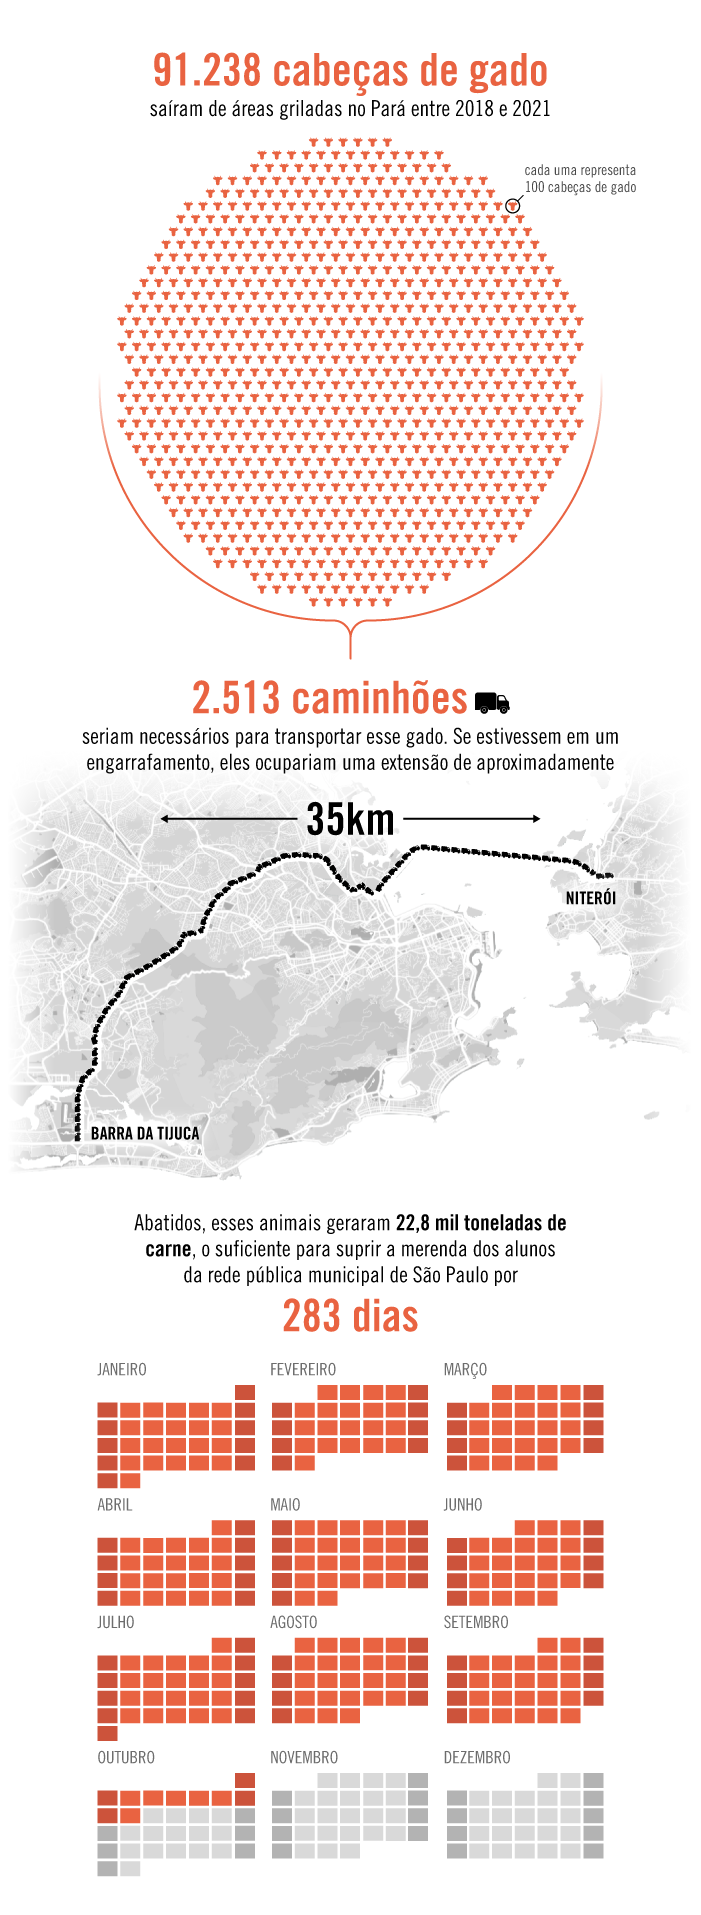 91.238 cabeças de gado
saíram de áreas griladas no Pará entre 2018 e 2021
cada uma representa
100 cabeças de gado
2.513 caminhões
seriam necessários para transportar esse gado. Se estivessem em um
engarrafamento, eles ocupariam uma extensão de aproximadamente
35km
NITERÓI
BARRA DA TIJUCA
Abatidos, esses animais geraram 22,8 mil toneladas de
carne, o suficiente para suprir a merenda dos alunos
da rede pública municipal de São Paulo por
283 dias
JANEIRO
FEVEREIRO
MARÇO
ABRIL
MAIO
JUNHO
JULHO
AGOSTO
SETEMBRO
OUTUBRO
NOVEMBRO
DEZEMBRO